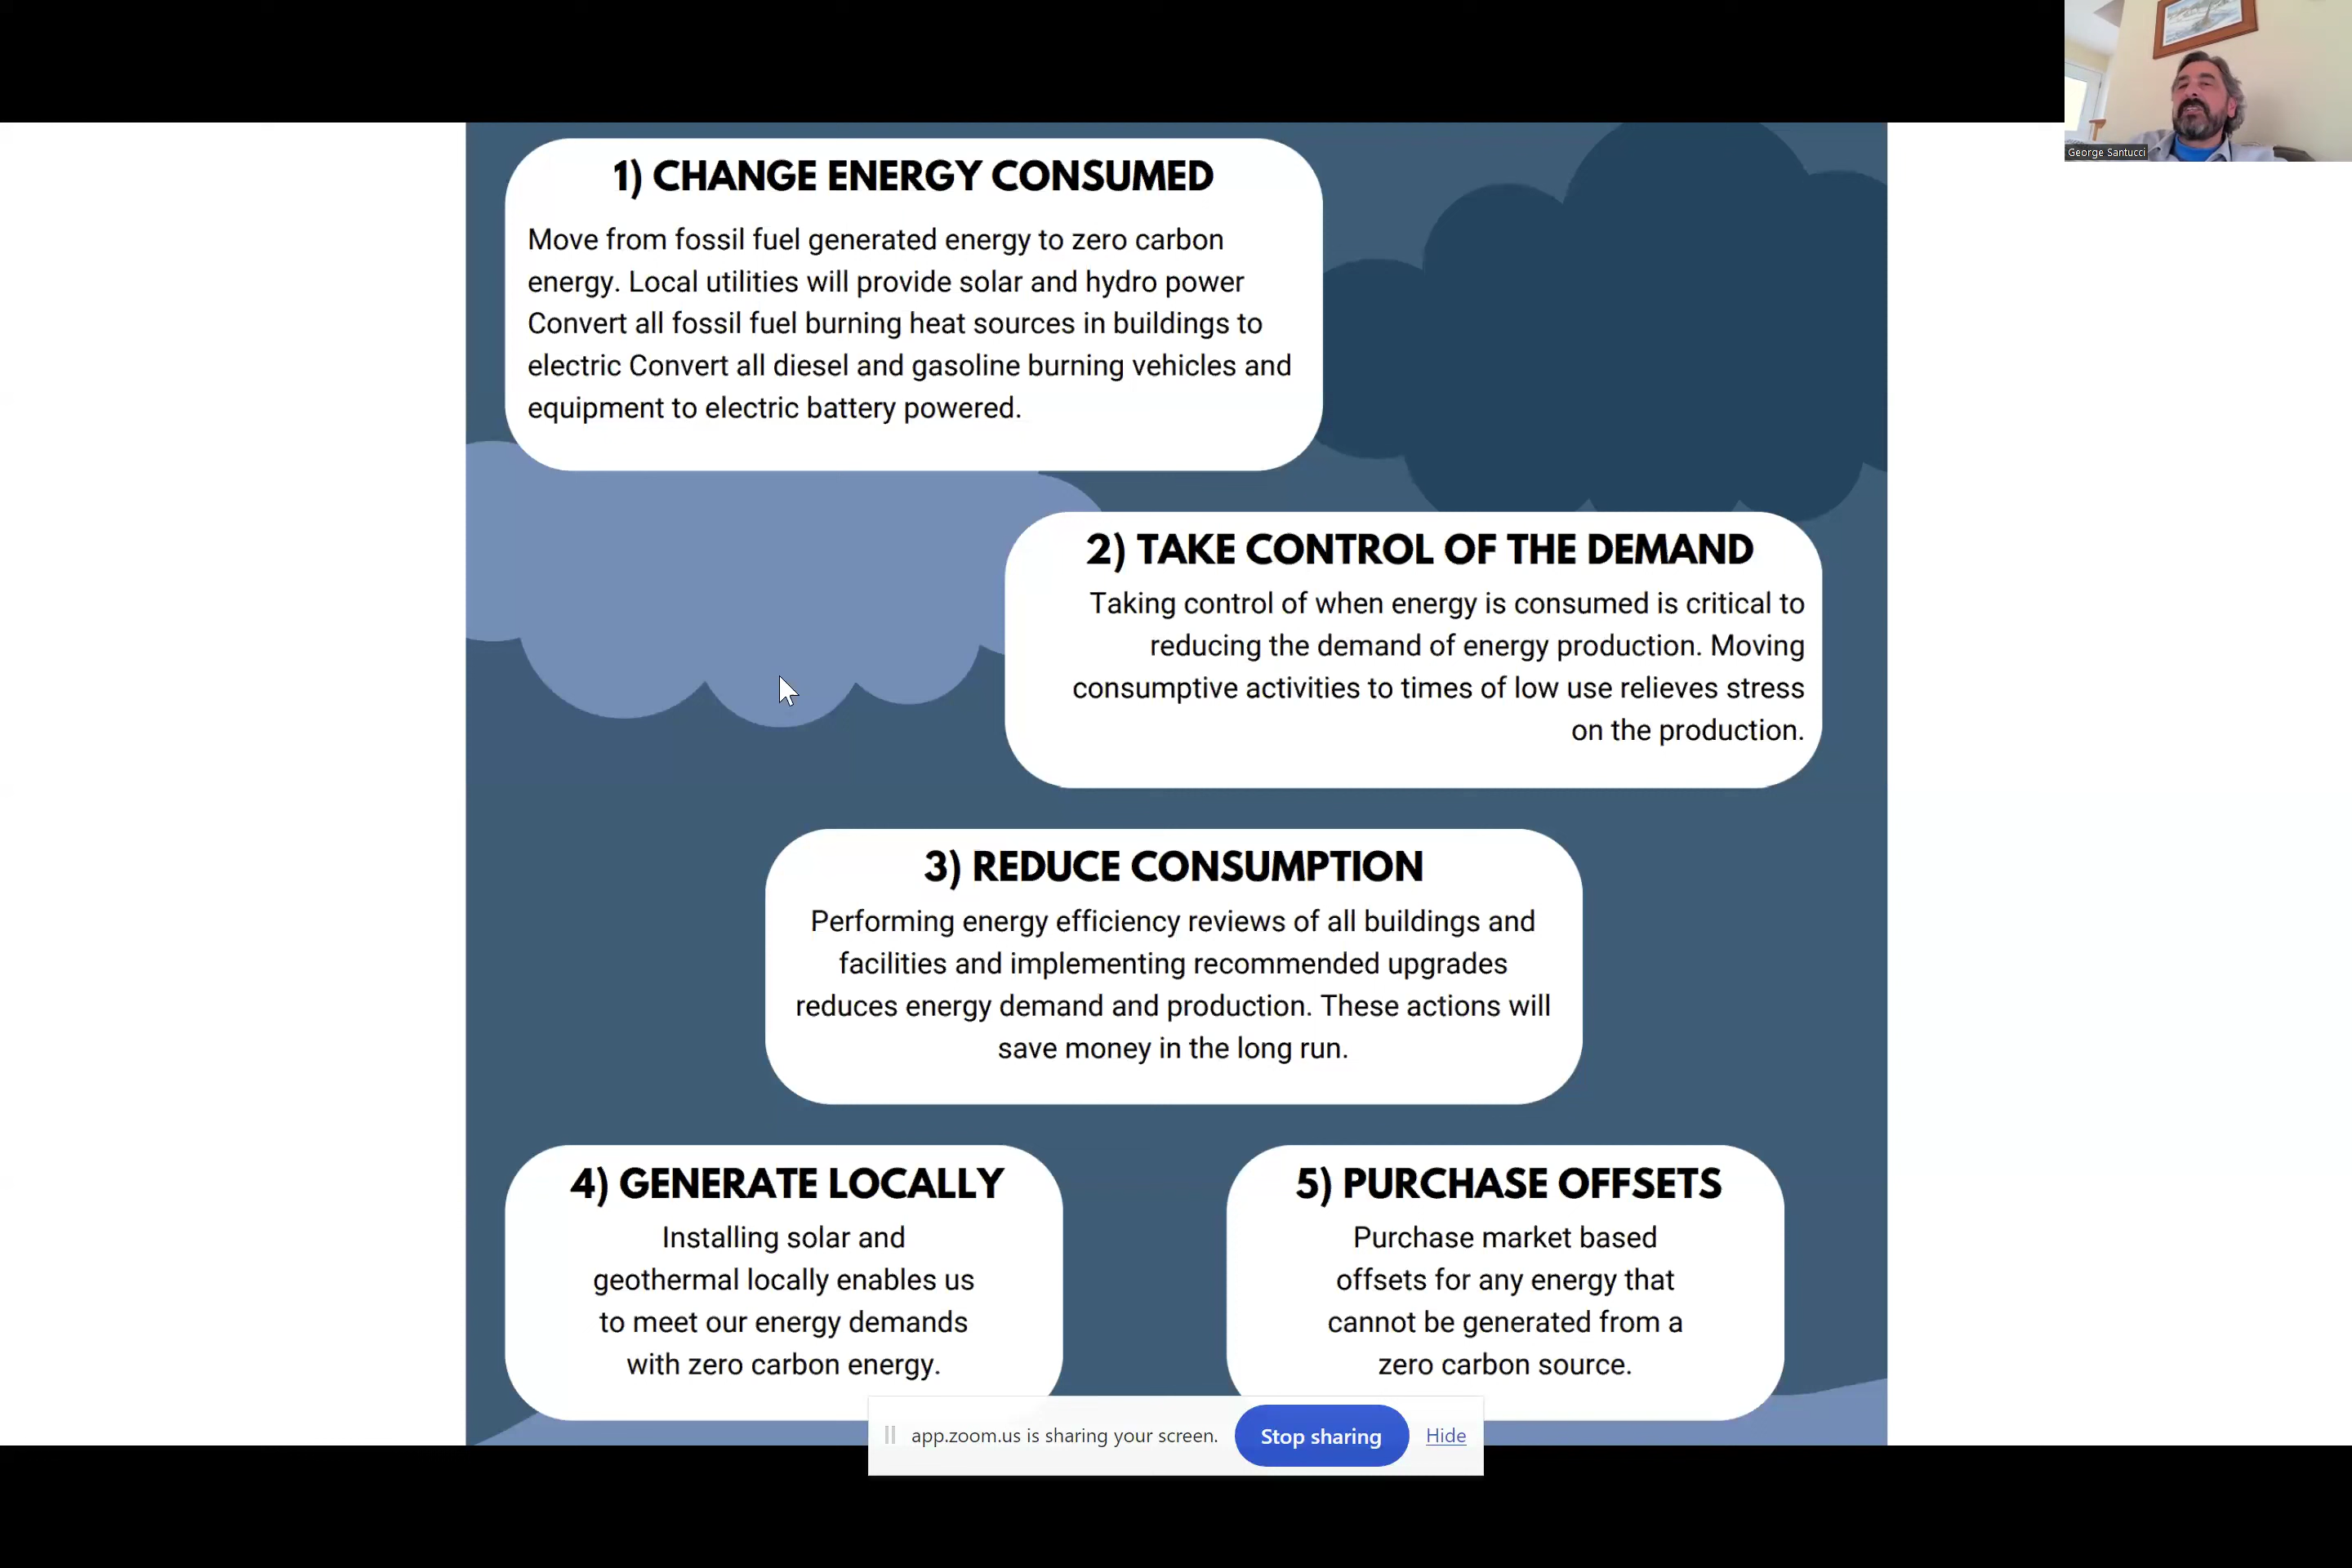 George Santucci
1) CHANGE ENERGY CONSUMED
Move from fossil fuel generated energy to zero carbon
energy. Local utilities will provide solar and hydro power
Convert all fossil fuel burning heat sources in buildings to
electric Convert all diesel and gasoline burning vehicles and
equipment to electric battery powered.
2) TAKE CONTROL OF THE DEMAND
Taking control of when energy is consumed is critical to
reducing the demand of energy production. Moving
consumptive activities to times of low use relieves stress
on the production.
3) REDUCE CONSUMPTION
Performing energy efficiency reviews of all buildings and
facilities and implementing recommended upgrades
reduces energy demand and production. These actions will
save money in the long run.
4) GENERATE LOCALLY
Installing solar and
geothermal locally enables us
to meet our energy demands
with zero carbon energy.
5) PURCHASE OFFSETS
Purchase market based
offsets for any energy that
cannot be generated from a
zero carbon source.
app.zoom.us is sharing your screen.
Stop sharing
Hide